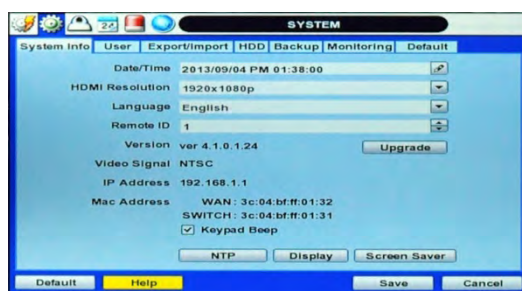 SYSTEM
System Info User Export/Import HDD Backup Monitoring Default
Date/Time 2013/09/04 PM 01:38:00
HDMI Resolution 1920x1080p
Language English
Remote ID 1
Version ver 4.1.0.1.24 Upgrade
Video Signal NTSC
IP Address 192.168.1.1
Mac Address WAN : 3c:04:bf:ff:01:32
SWITCH : 3c:04:bf:ff:01:31
Keypad Beep
NTP Display Screen Saver
Default Help Save Cancel